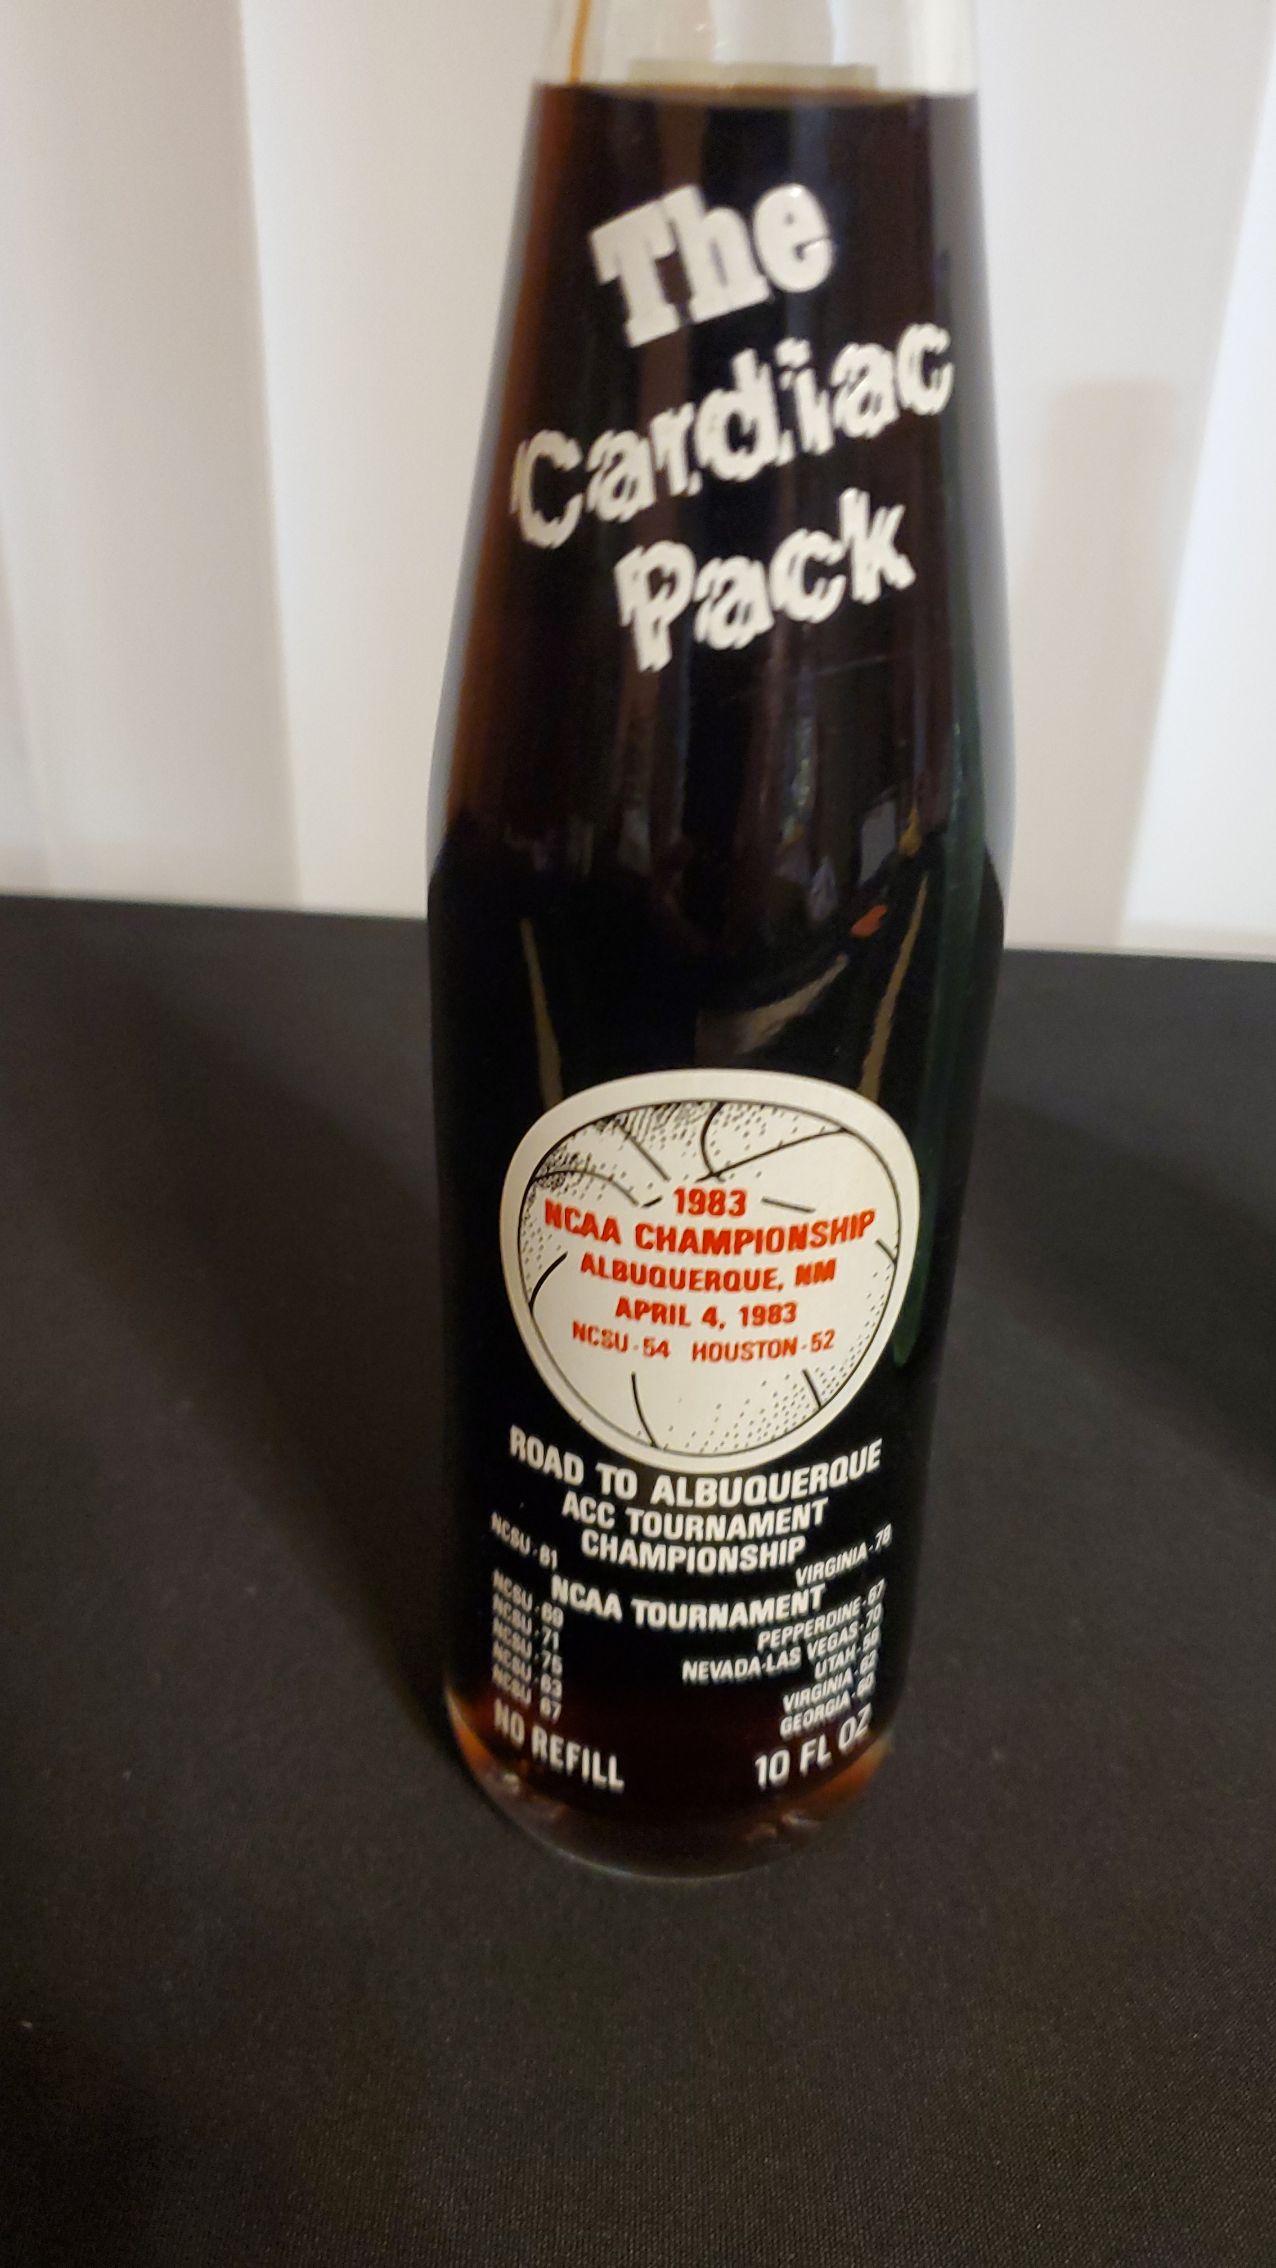 The
Cardiac
Pack
1983
NCAA CHAMPIONSHIP
ALBUQUERQUE, NM
APRIL 4, 1983
NCSU-54 HOUSTON-52
ROAD TO ALBUQUERQUE
ACC TOURNAMENT
CHAMPIONSHIP
NCSU-81 VIRGINIA-78
NCAA TOURNAMENT
NCSU-69 PEPPERDINE-67
NCSU-71 NEVADA-LAS VEGAS-70
NCSU-75 UTAH-56
NCSU-63 VIRGINIA-62
NCSU-67 GEORGIA-60
NO REFILL 10 FL OZ